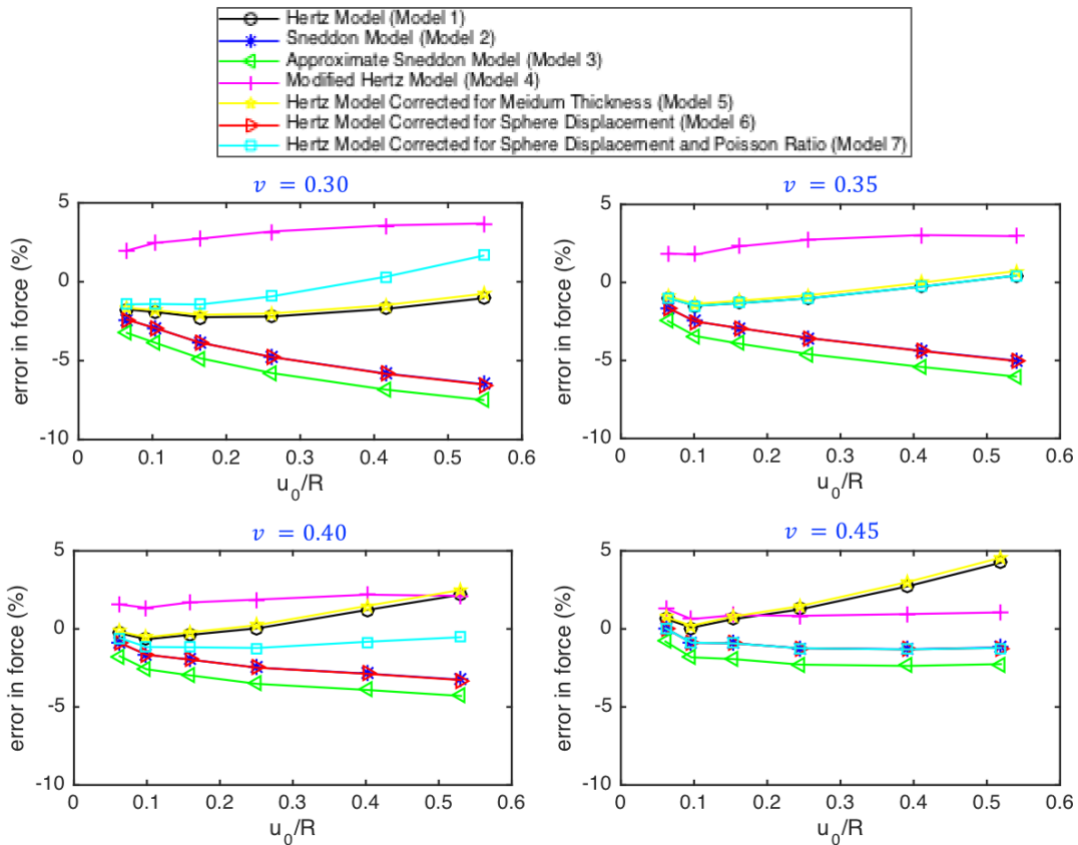 Hertz Model (Model 1)
Sneddon Model (Model 2)
Approximate Sneddon Model (Model 3)
Modified Hertz Model (Model 4)
Hertz Model Corrected for Meidum Thickness (Model 5)
Hertz Model Corrected for Sphere Displacement (Model 6)
Hertz Model Corrected for Sphere Displacement and Poisson Ratio (Model 7)
v = 0.30
5
0
-5
-10
error in force (%)
0 0.1 0.2 0.3 0.4 0.5 0.6
u0/R
v = 0.35
5
0
-5
-10
error in force (%)
0 0.1 0.2 0.3 0.4 0.5 0.6
u0/R
v = 0.40
5
0
-5
-10
error in force (%)
0 0.1 0.2 0.3 0.4 0.5 0.6
u0/R
v = 0.45
5
0
-5
-10
error in force (%)
0 0.1 0.2 0.3 0.4 0.5 0.6
u0/R